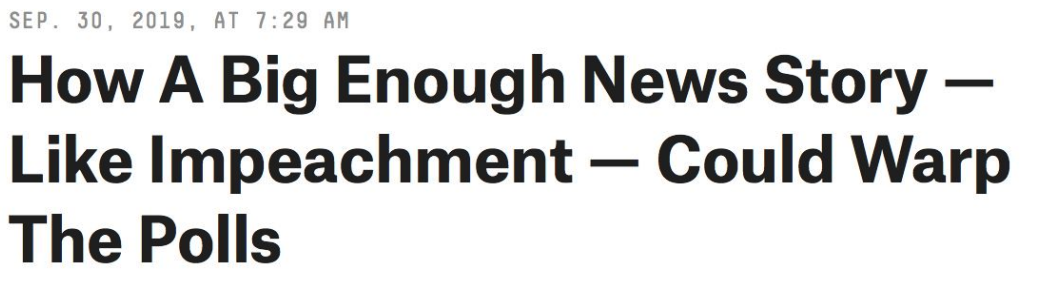 SEP. 30, 2019, AT 7:29 AM
How A Big Enough News Story —
Like Impeachment — Could Warp
The Polls